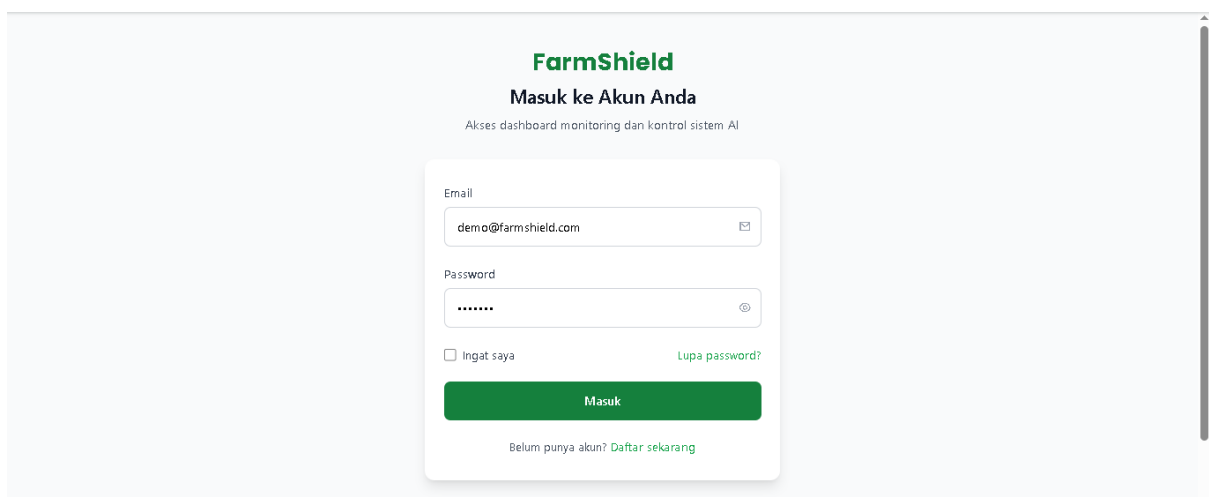 FarmShield
Masuk ke Akun Anda
Akses dashboard monitoring dan kontrol sistem AI
Email
demo@farmshield.com
Password
•••••••
Ingat saya
Lupa password?
Masuk
Belum punya akun? Daftar sekarang